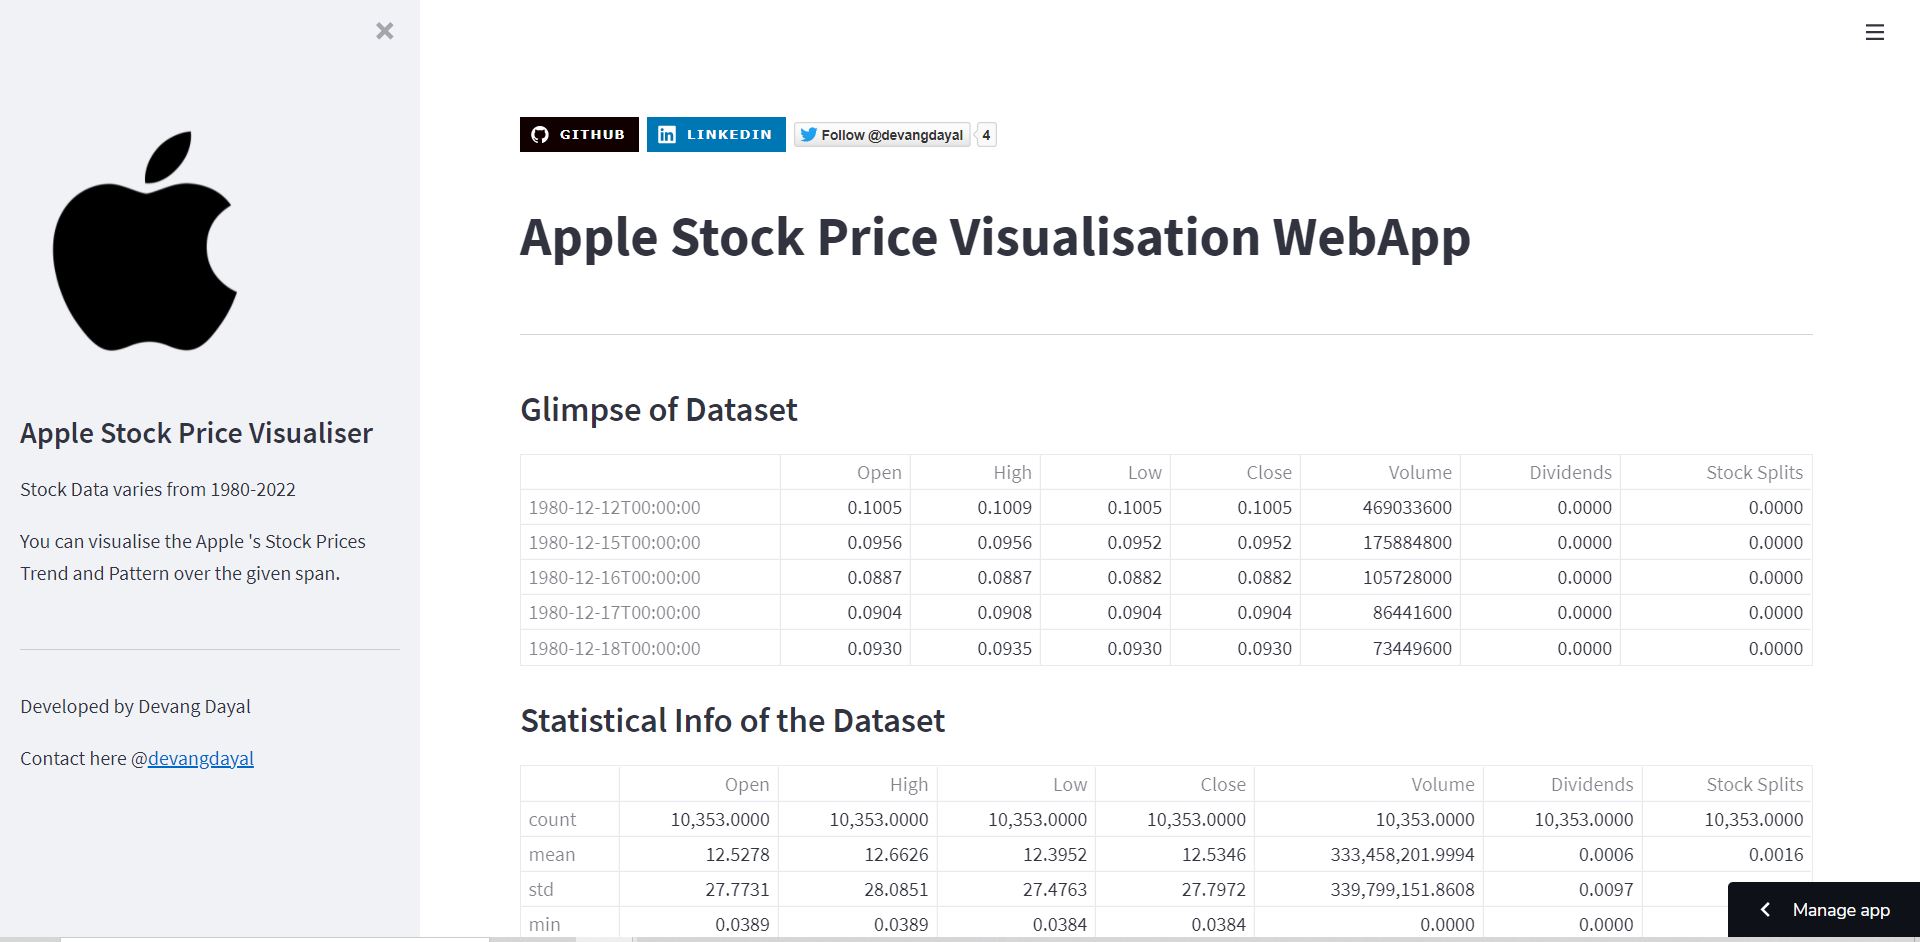 Apple Stock Price Visualiser
Stock Data varies from 1980-2022
You can visualise the Apple 's Stock Prices
Trend and Pattern over the given span.
Developed by Devang Dayal
Contact here @devangdayal
GITHUB LINKEDIN Follow @devangdayal 4
Apple Stock Price Visualisation WebApp
Glimpse of Dataset
Open High Low Close Volume Dividends Stock Splits
1980-12-12T00:00:00 0.1005 0.1009 0.1005 0.1005 469033600 0.0000 0.0000
1980-12-15T00:00:00 0.0956 0.0956 0.0952 0.0952 175884800 0.0000 0.0000
1980-12-16T00:00:00 0.0887 0.0887 0.0882 0.0882 105728000 0.0000 0.0000
1980-12-17T00:00:00 0.0904 0.0908 0.0904 0.0904 86441600 0.0000 0.0000
1980-12-18T00:00:00 0.0930 0.0935 0.0930 0.0930 73449600 0.0000 0.0000
Statistical Info of the Dataset
Open High Low Close Volume Dividends Stock Splits
count 10,353.0000 10,353.0000 10,353.0000 10,353.0000 10,353.0000 10,353.0000 10,353.0000
mean 12.5278 12.6626 12.3952 12.5346 333,458,201.9994 0.0006 0.0016
std 27.7731 28.0851 27.4763 27.7972 339,799,151.8608 0.0097
min 0.0389 0.0389 0.0384 0.0384 0.0000 0.0000
Manage app